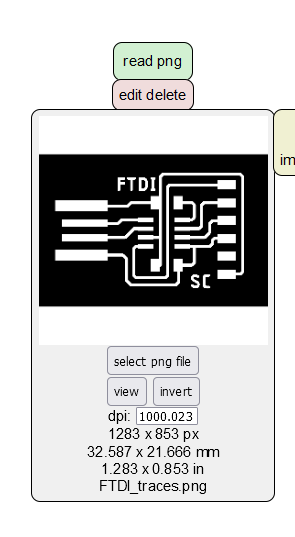 read png
edit delete
im
FTDI
SC
select png file
view invert
dpi: 1000.023
1283 x 853 px
32.587 x 21.666 mm
1.283 x 0.853 in
FTDI_traces.png